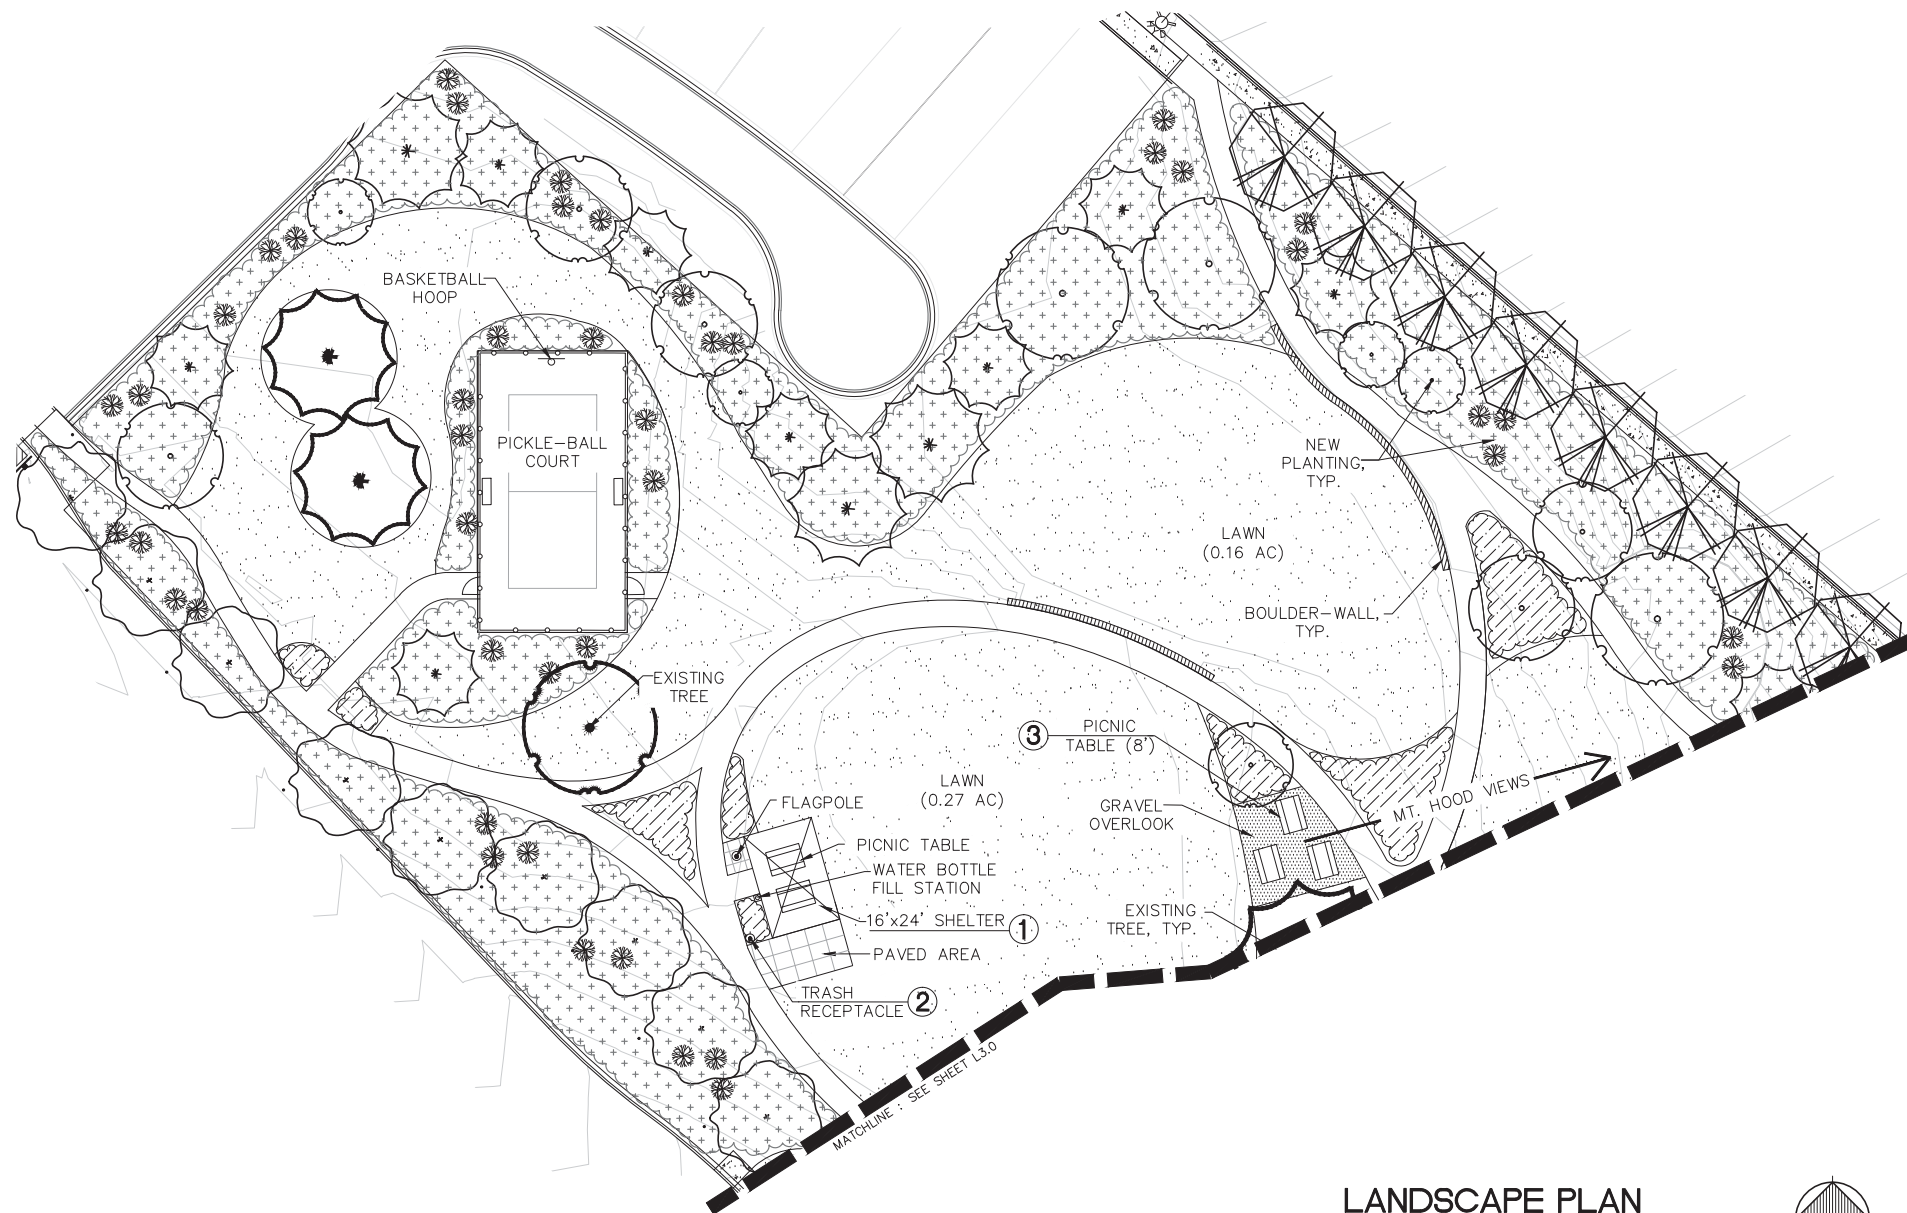 BASKETBALL
HOOP
PICKLE-BALL
COURT
NEW
PLANTING,
TYP.
LAWN
(0.16 AC)
BOULDER-WALL,
TYP.
EXISTING
TREE
③ PICNIC
TABLE (8')
LAWN
(0.27 AC)
MT. HOOD VIEWS
FLAGPOLE
GRAVEL
OVERLOOK
PICNIC TABLE
WATER BOTTLE
FILL STATION
16'x24' SHELTER ①
EXISTING
TREE, TYP.
PAVED AREA
TRASH
RECEPTACLE ②
MATCHLINE : SEE SHEET L3.0
LANDSCAPE PLAN